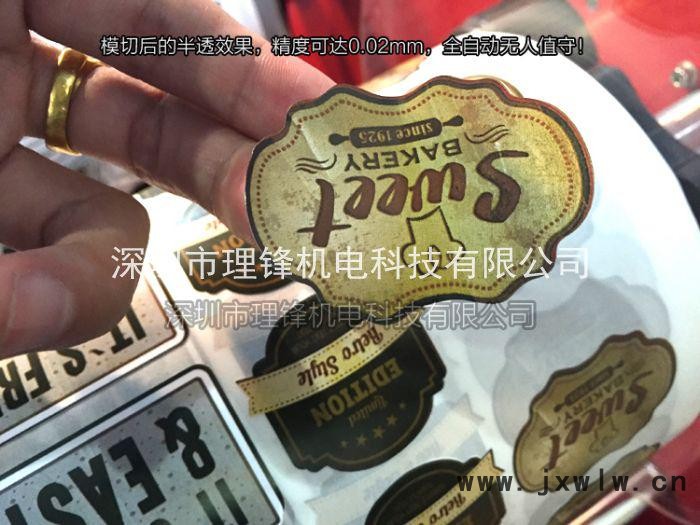 模切后的半透效果，精度可达0.02mm，全自动无人值守！
Sweet
BAKERY
since 1925
深圳市理锋机电科技有限公司
深圳市理锋机电科技有限公司
EDITION
Retro Style
Limited
EDITION
IT'S FR
& EAS
Sweet
BAKERY
Retro
www.jxwlw.cn